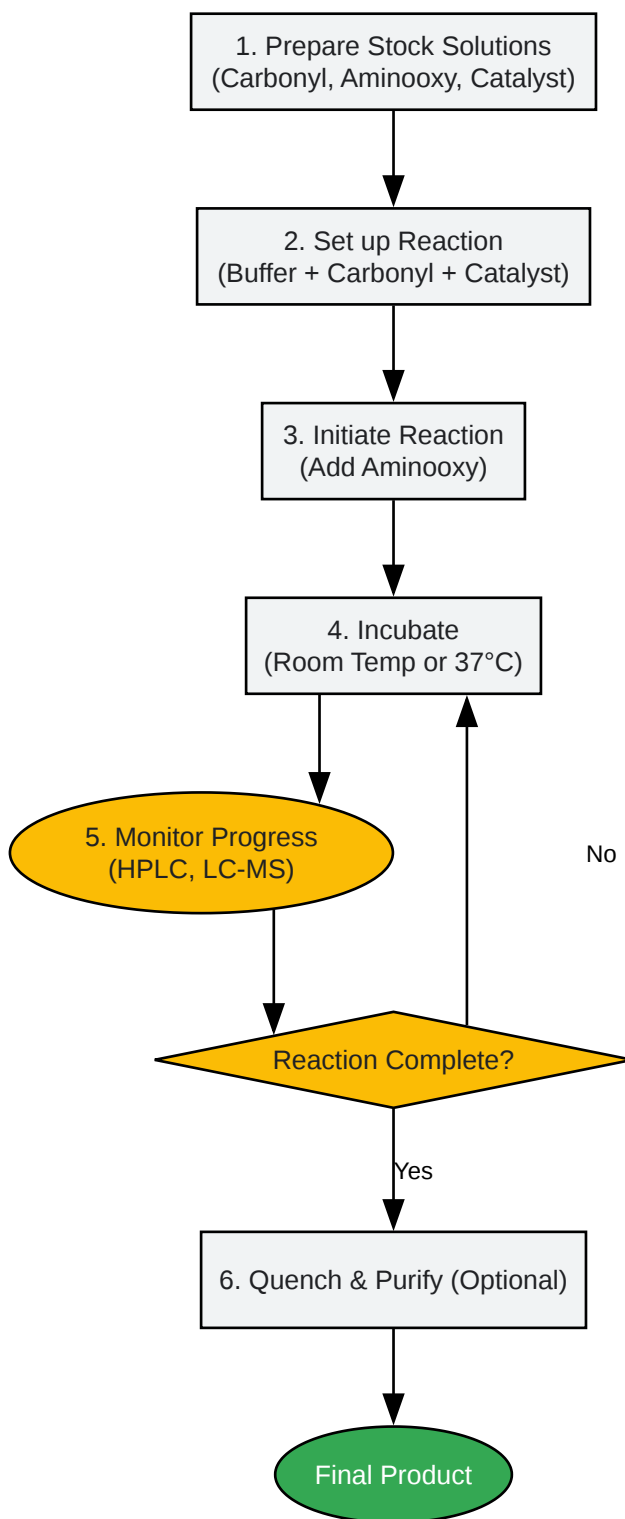 1. Prepare Stock Solutions
(Carbonyl, Aminooxy, Catalyst)
2. Set up Reaction
(Buffer + Carbonyl + Catalyst)
3. Initiate Reaction
(Add Aminooxy)
4. Incubate
(Room Temp or 37°C)
5. Monitor Progress
(HPLC, LC-MS)
No
Reaction Complete?
Yes
6. Quench & Purify (Optional)
Final Product